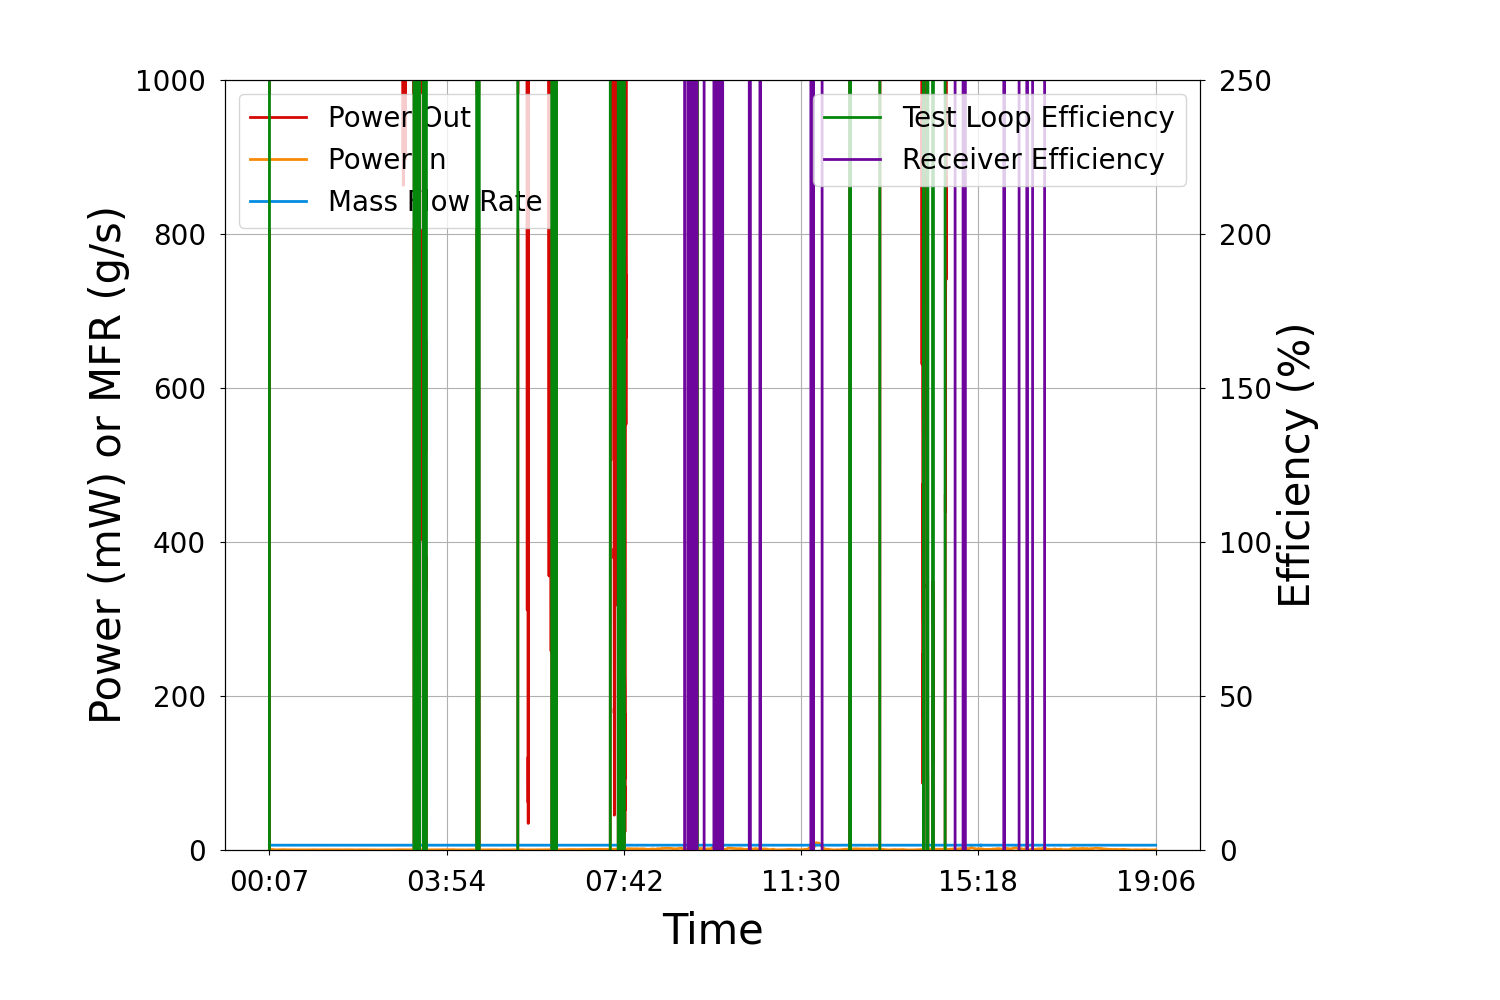 1000
800
600
400
200
0
Power (mW) or MFR (g/s)
Power Out
Power In
Mass Flow Rate
Test Loop Efficiency
Receiver Efficiency
250
200
150
100
50
0
Efficiency (%)
00:07 03:54 07:42 11:30 15:18 19:06
Time